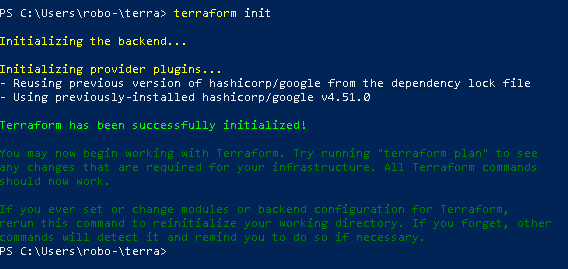 PS C:\Users\robo-\terra> terraform init
Initializing the backend...
Initializing provider plugins...
- Reusing previous version of hashicorp/google from the dependency lock file
- Using previously-installed hashicorp/google v4.51.0
Terraform has been successfully initialized!
You may now begin working with Terraform. Try running "terraform plan" to see
any changes that are required for your infrastructure. All Terraform commands
should now work.
If you ever set or change modules or backend configuration for Terraform,
rerun this command to reinitialize your working directory. If you forget, other
commands will detect it and remind you to do so if necessary.
PS C:\Users\robo-\terra>